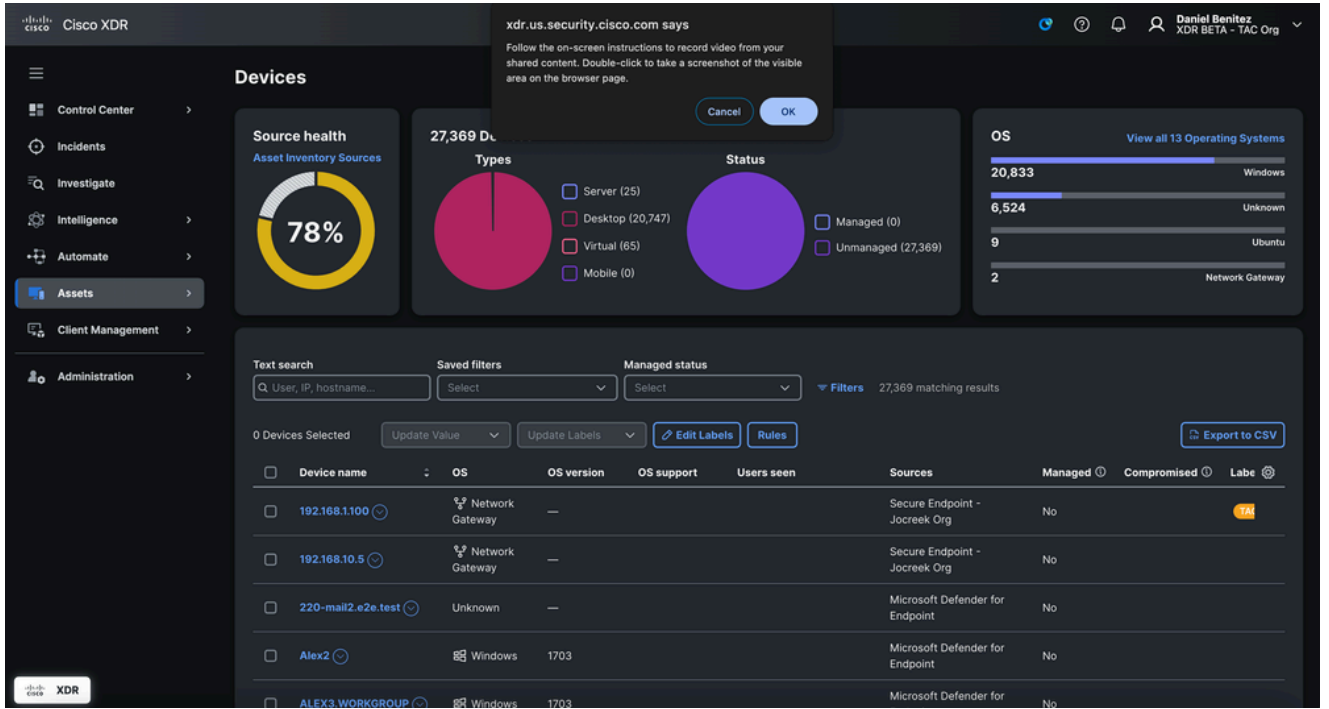 cisco Cisco XDR
xdr.us.security.cisco.com says
Follow the on-screen instructions to record video from your
shared content. Double-click to take a screenshot of the visible
area on the browser page.
Cancel OK
Daniel Benitez
XDR BETA - TAC Org
Control Center
Incidents
Investigate
Intelligence
Automate
Assets
Client Management
Administration
Devices
Source health
Asset Inventory Sources
78%
27,369
Types
Server (25)
Desktop (20,747)
Virtual (65)
Mobile (0)
Status
Managed (0)
Unmanaged (27,369)
OS View all 13 Operating Systems
20,833 Windows
6,524 Unknown
9 Ubuntu
2 Network Gateway
Text search Saved filters Managed status
User, IP, hostname... Select Select Filters 27,369 matching results
0 Devices Selected Update Value Update Labels Edit Labels Rules Export to CSV
Device name OS OS version OS support Users seen Sources Managed Compromised Labe
192.168.1.100 Network Gateway — Secure Endpoint - Jocreek Org No TAC
192.168.10.5 Network Gateway — Secure Endpoint - Jocreek Org No
220-mail2.e2e.test Unknown — Microsoft Defender for Endpoint No
Alex2 Windows 1703 Microsoft Defender for Endpoint No
ALEX3.WORKGROUP Windows 1703 Microsoft Defender for No
cisco XDR